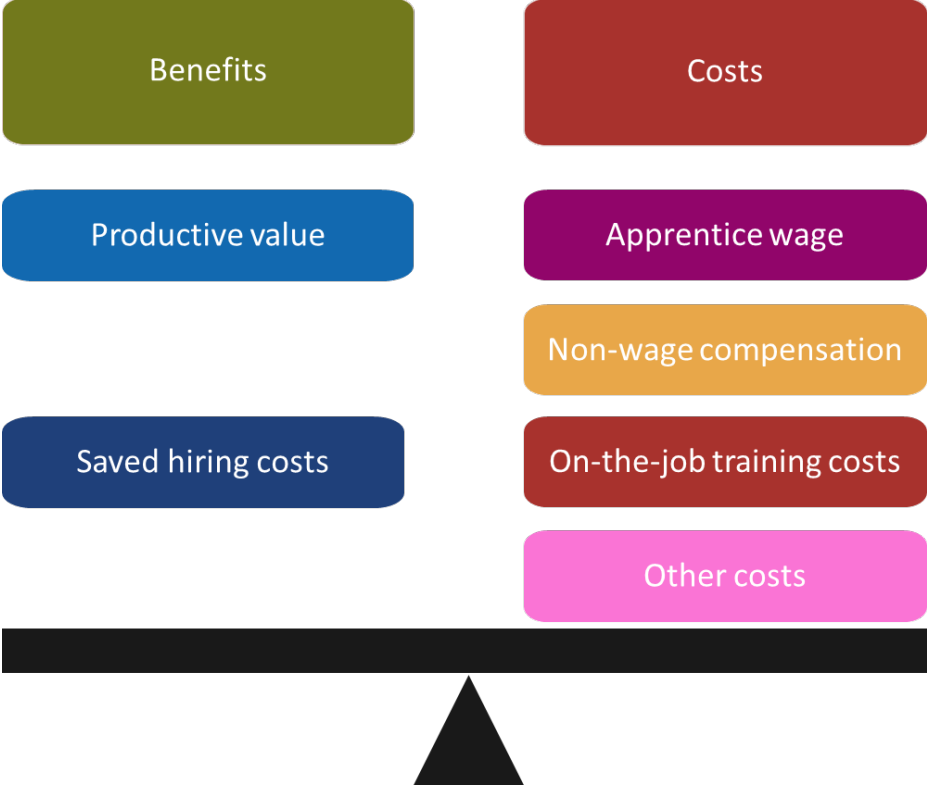 Benefits
Costs
Productive value
Apprentice wage
Non-wage compensation
Saved hiring costs
On-the-job training costs
Other costs